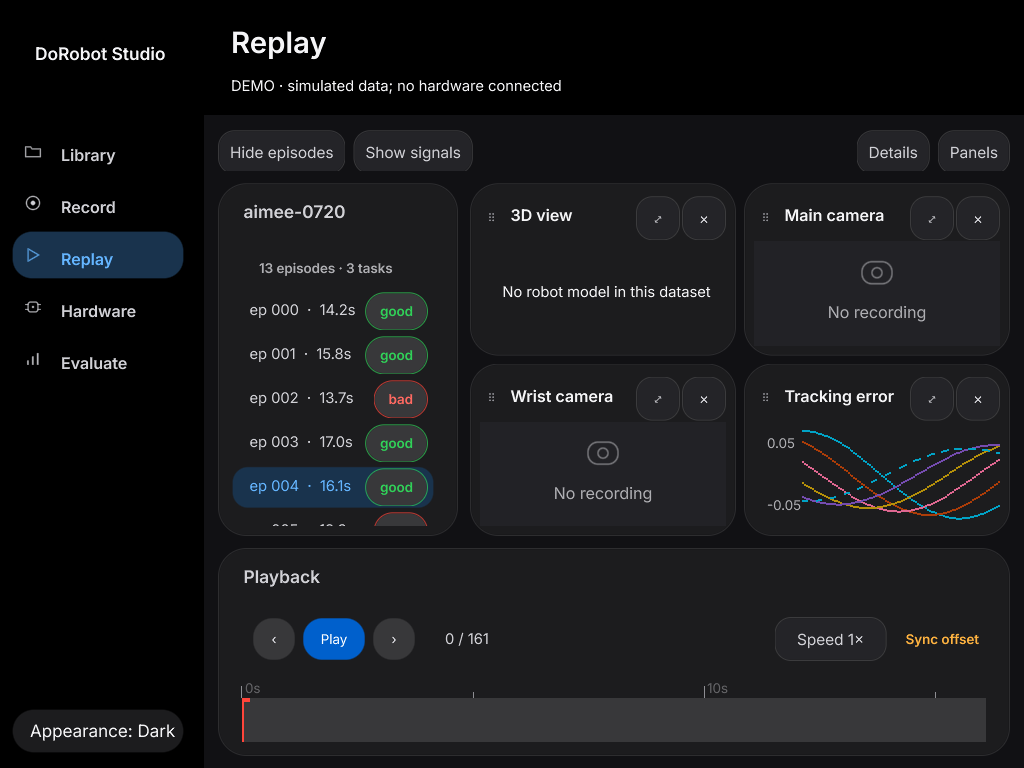 DoRobot Studio
Library
Record
Replay
Hardware
Evaluate
Appearance: Dark
Replay
DEMO · simulated data; no hardware connected
Hide episodes
Show signals
Details
Panels
aimee-0720
13 episodes · 3 tasks
ep 000 · 14.2s good
ep 001 · 15.8s good
ep 002 · 13.7s bad
ep 003 · 17.0s good
ep 004 · 16.1s good
3D view
No robot model in this dataset
Main camera
No recording
Wrist camera
No recording
Tracking error
0.05
-0.05
Playback
Play
0 / 161
Speed 1×
Sync offset
0s
10s